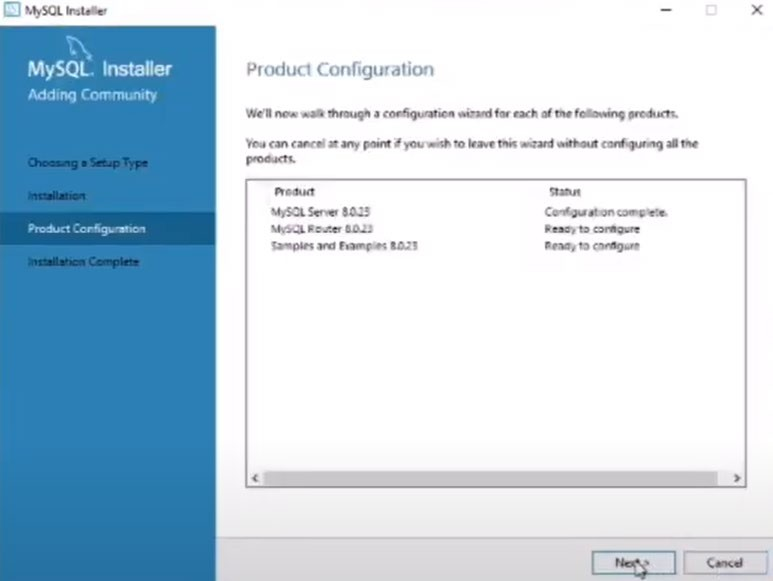 MySQL Installer
MySQL. Installer
Adding Community
Choosing a Setup Type
Installation
Product Configuration
Installation Complete
Product Configuration
We'll now walk through a configuration wizard for each of the following products.
You can cancel at any point if you wish to leave this wizard without configuring all the
products.
Product Status
MySQL Server 8.0.23 Configuration complete.
MySQL Router 8.0.23 Ready to configure
Samples and Examples 8.0.23 Ready to configure
Next > Cancel